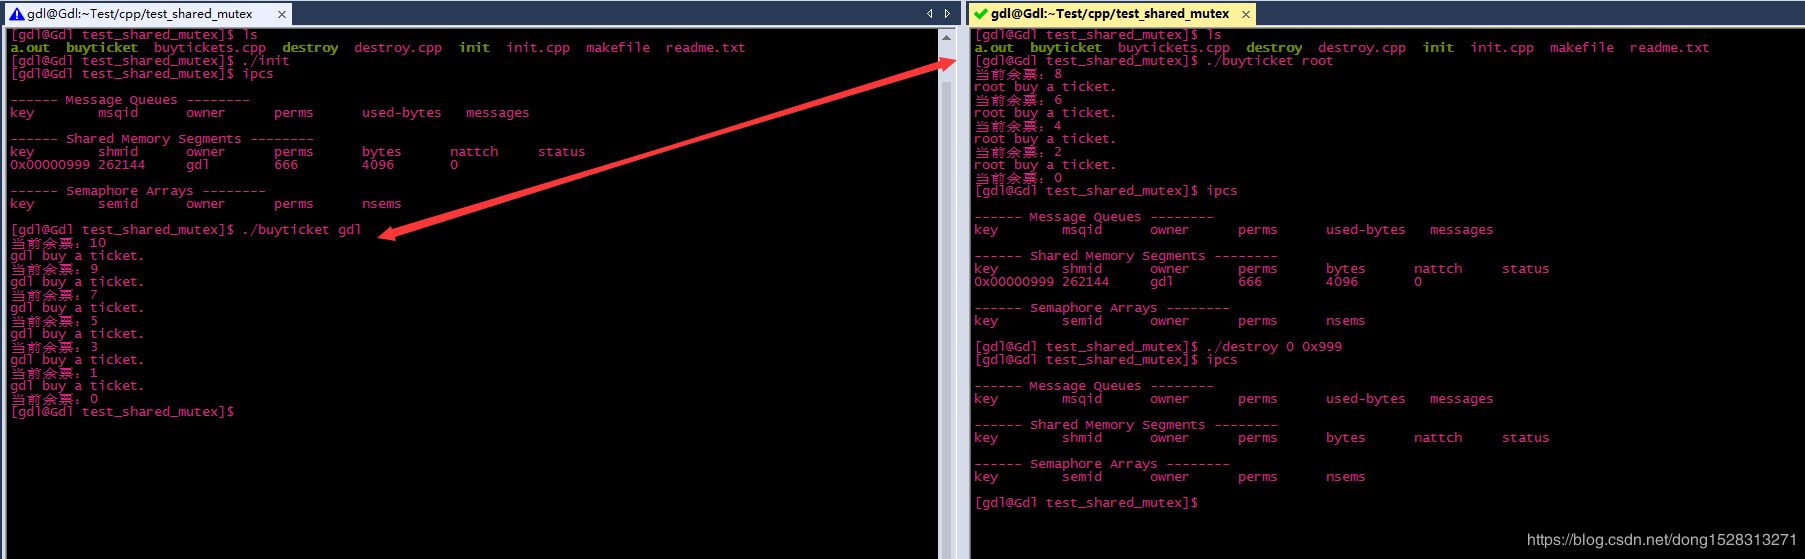 gdl@Gdl:~Test/cpp/test_shared_mutex ×
[gdl@Gdl test_shared_mutex]$ ls
a.out buyticket buytickets.cpp destroy destroy.cpp init init.cpp makefile readme.txt
[gdl@Gdl test_shared_mutex]$ ./init
[gdl@Gdl test_shared_mutex]$ ipcs
------ Message Queues --------
key msqid owner perms used-bytes messages
------ Shared Memory Segments --------
key shmid owner perms bytes nattch status
0x00000999 262144 gdl 666 4096 0
------ Semaphore Arrays --------
key semid owner perms nsems
[gdl@Gdl test_shared_mutex]$ ./buyticket gdl
当前余票：10
gdl buy a ticket.
当前余票：9
gdl buy a ticket.
当前余票：7
gdl buy a ticket.
当前余票：5
gdl buy a ticket.
当前余票：3
gdl buy a ticket.
当前余票：1
gdl buy a ticket.
当前余票：0
[gdl@Gdl test_shared_mutex]$
gdl@Gdl:~Test/cpp/test_shared_mutex ×
[gdl@Gdl test_shared_mutex]$ ls
a.out buyticket buytickets.cpp destroy destroy.cpp init init.cpp makefile readme.txt
[gdl@Gdl test_shared_mutex]$ ./buyticket root
当前余票：8
root buy a ticket.
当前余票：6
root buy a ticket.
当前余票：4
root buy a ticket.
当前余票：2
root buy a ticket.
当前余票：0
[gdl@Gdl test_shared_mutex]$ ipcs
------ Message Queues --------
key msqid owner perms used-bytes messages
------ Shared Memory Segments --------
key shmid owner perms bytes nattch status
0x00000999 262144 gdl 666 4096 0
------ Semaphore Arrays --------
key semid owner perms nsems
[gdl@Gdl test_shared_mutex]$ ./destroy 0 0x999
[gdl@Gdl test_shared_mutex]$ ipcs
------ Message Queues --------
key msqid owner perms used-bytes messages
------ Shared Memory Segments --------
key shmid owner perms bytes nattch status
------ Semaphore Arrays --------
key semid owner perms nsems
[gdl@Gdl test_shared_mutex]$
https://blog.csdn.net/dong1528313271